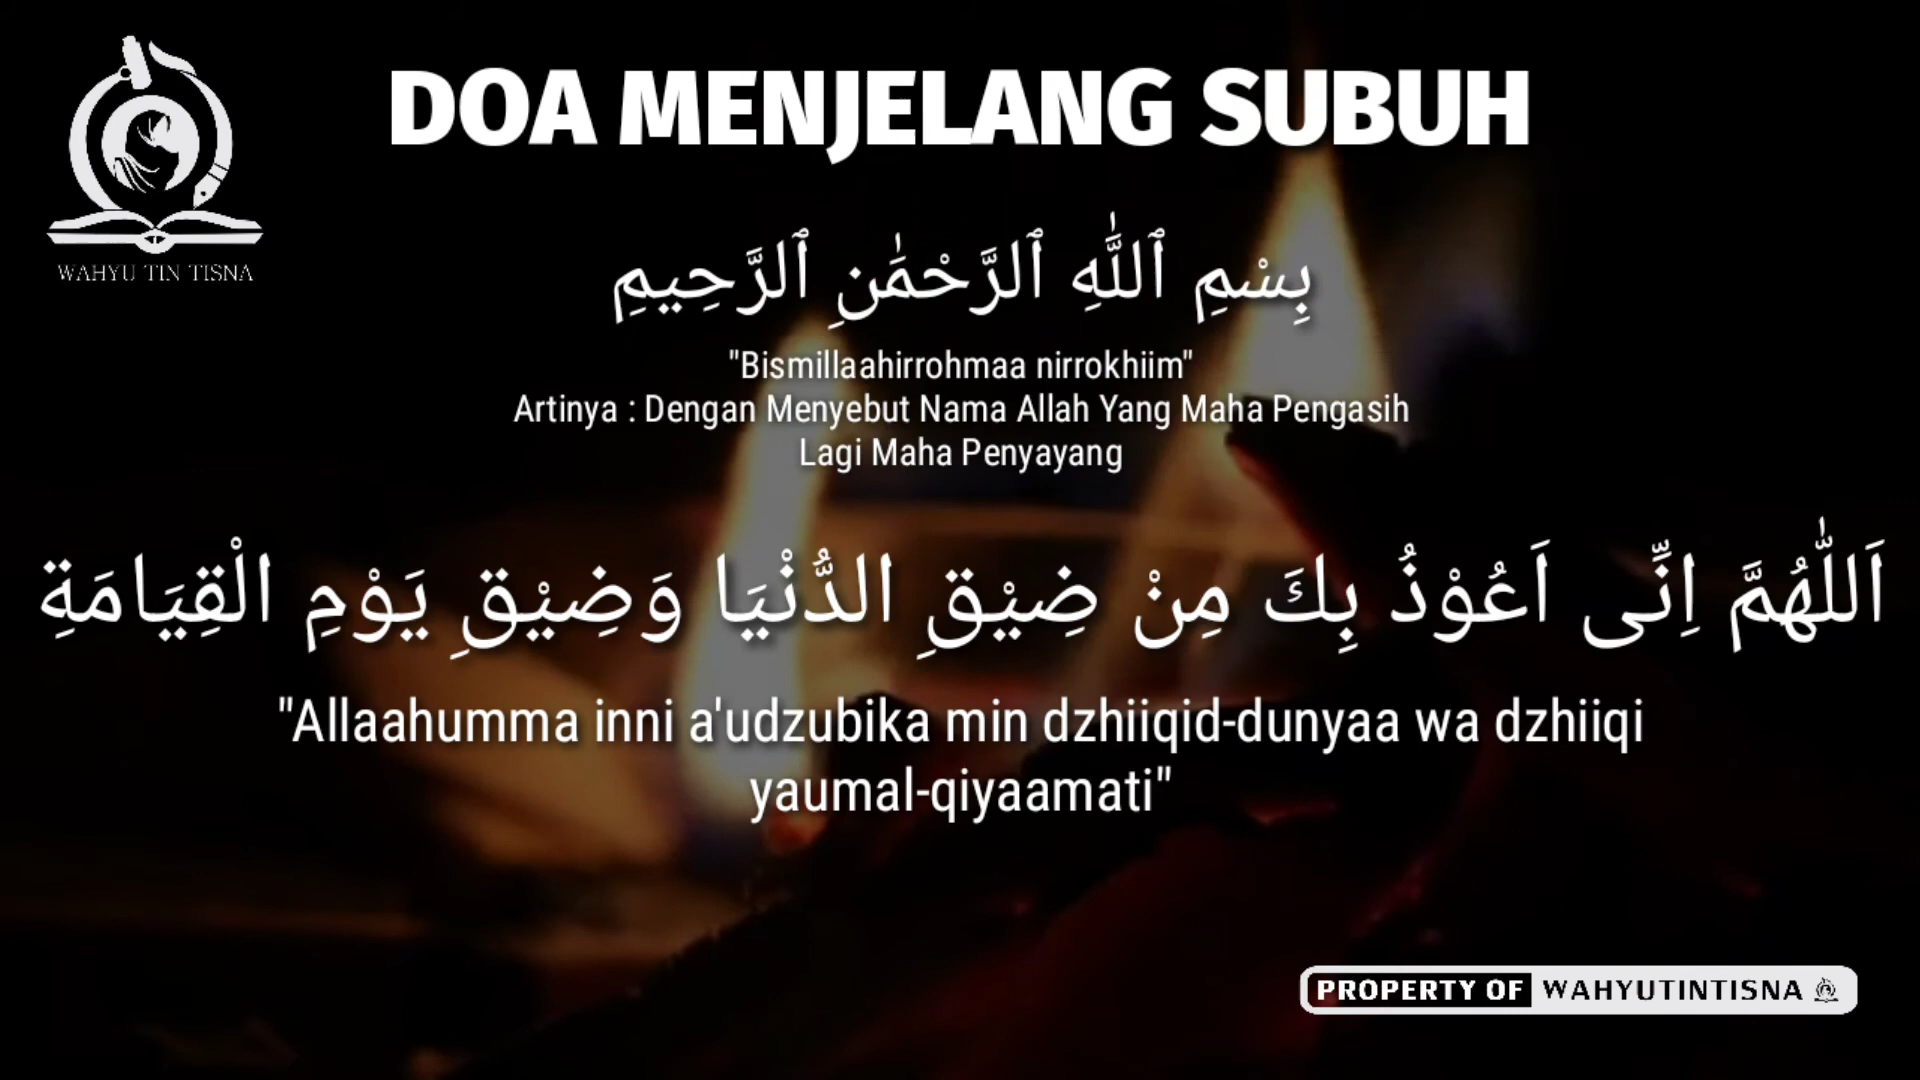 WAHYU TIN TISNA
DOA MENJELANG SUBUH
بِسْمِ ٱللَّٰهِ ٱلرَّحْمَٰنِ ٱلرَّحِيمِ
"Bismillaahirrohmaa nirrokhiim"
Artinya : Dengan Menyebut Nama Allah Yang Maha Pengasih
Lagi Maha Penyayang
اَللّٰهُمَّ اِنِّى اَعُوْذُ بِكَ مِنْ ضِيْقِ الدُّنْيَا وَضِيْقِ يَوْمِ الْقِيَامَةِ
"Allaahumma inni a'udzubika min dzhiiqid-dunyaa wa dzhiiqi
yaumal-qiyaamati"
PROPERTY OF WAHYUTINTISNA